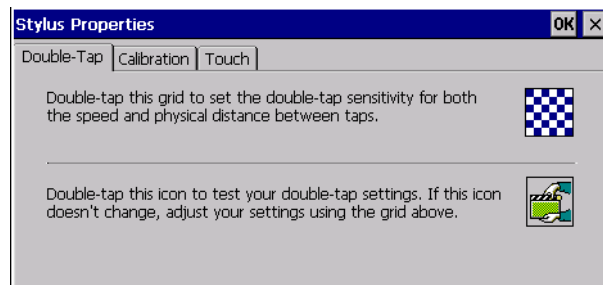 Stylus Properties OK ×
Double-Tap Calibration Touch
Double-tap this grid to set the double-tap sensitivity for both
the speed and physical distance between taps.
Double-tap this icon to test your double-tap settings. If this icon
doesn't change, adjust your settings using the grid above.